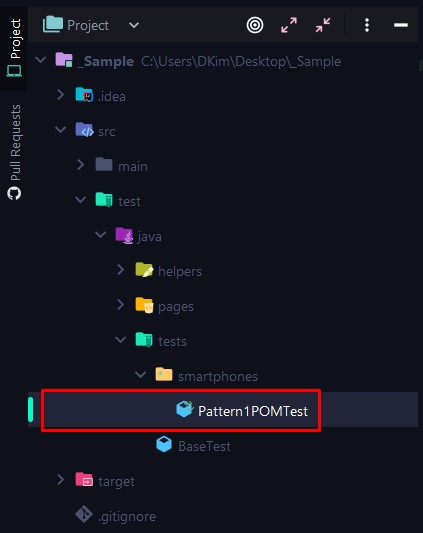 Project
Pull Requests
Project
_Sample C:\Users\DKim\Desktop\_Sample
.idea
src
main
test
java
helpers
pages
tests
smartphones
Pattern1POMTest
BaseTest
target
.gitignore